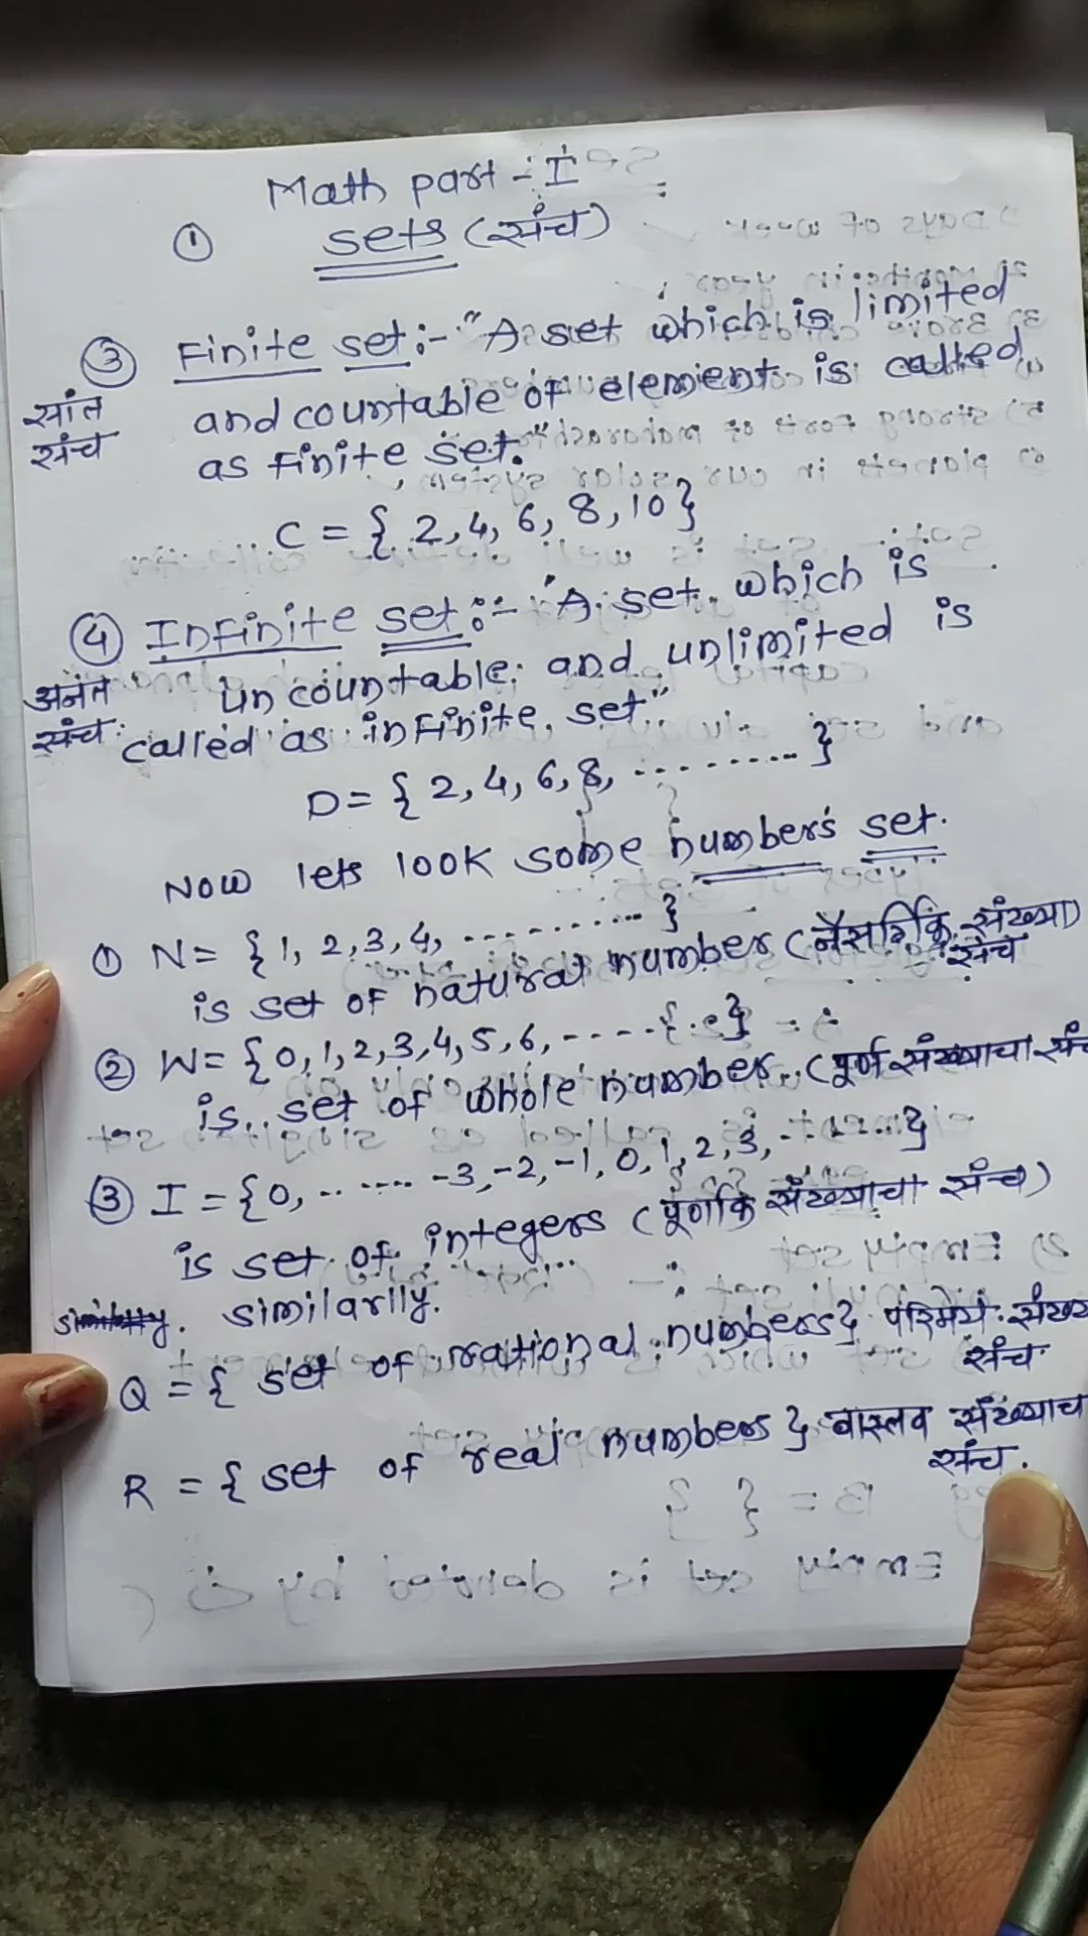 Math part - I
① sets (संच)
③ Finite set :- "A set which is limited
सांत संच
and countable of element is called
as Finite set."
C = { 2, 4, 6, 8, 10 }
④ Infinite set :- "A set which is
अनंत संच
uncountable and unlimited is
called as infinite set."
D = { 2, 4, 6, 8, ......... }
Now lets look some number's set.
① N = { 1, 2, 3, 4, .......... }
is set of natural number (नैसर्गिक संख्या)
संच
② W = { 0, 1, 2, 3, 4, 5, 6, ..... }
is set of whole number. (पूर्ण संख्याचा संच
③ I = {0, ....... -3, -2, -1, 0, 1, 2, 3, ........}
is set of integers (पूर्णांक संख्याचा संच)
similarlly.
Q = { set of rational numbers } परिमेय संख्य
संच
R = { set of real numbers } वास्तव संख्याच
संच.